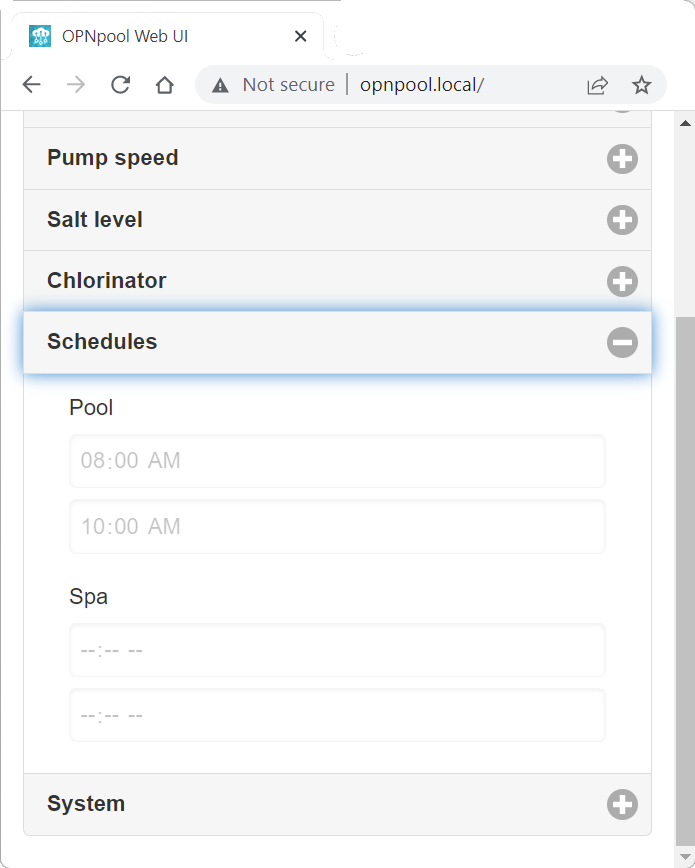 OPNpool Web UI
Not secure | opnpool.local/
Pump speed
Salt level
Chlorinator
Schedules
Pool
08:00 AM
10:00 AM
Spa
--:-- --
--:-- --
System